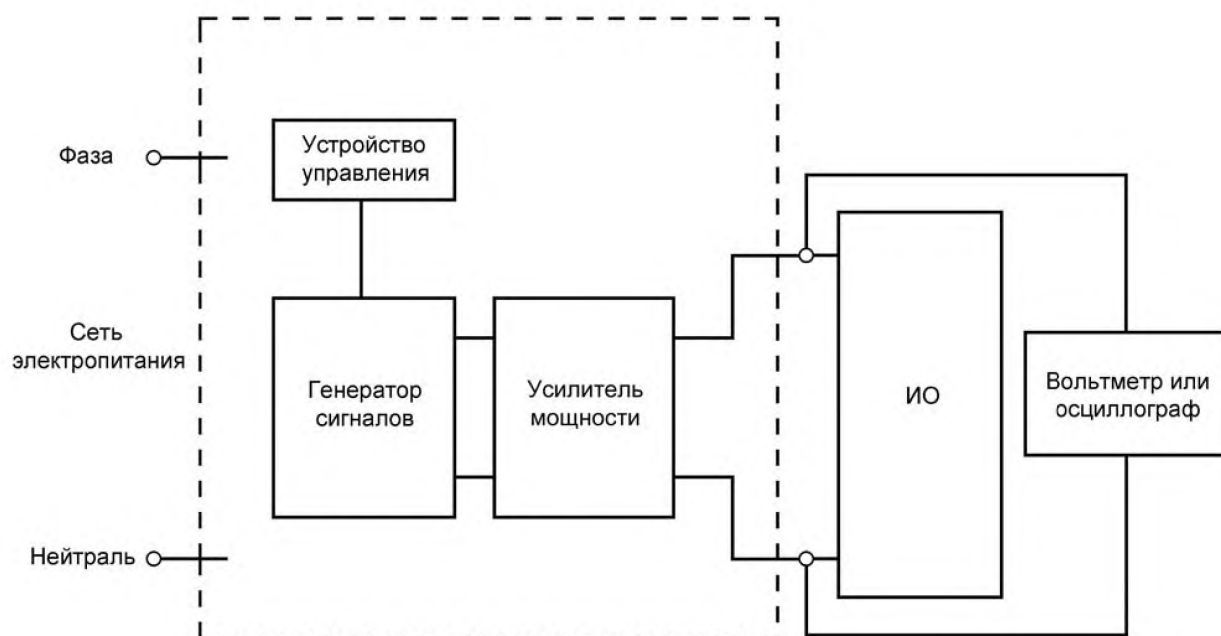 Фаза
Устройство
управления
Сеть
электропитания
Генератор
сигналов
Усилитель
мощности
ИО
Вольтметр или
осциллограф
Нейтраль